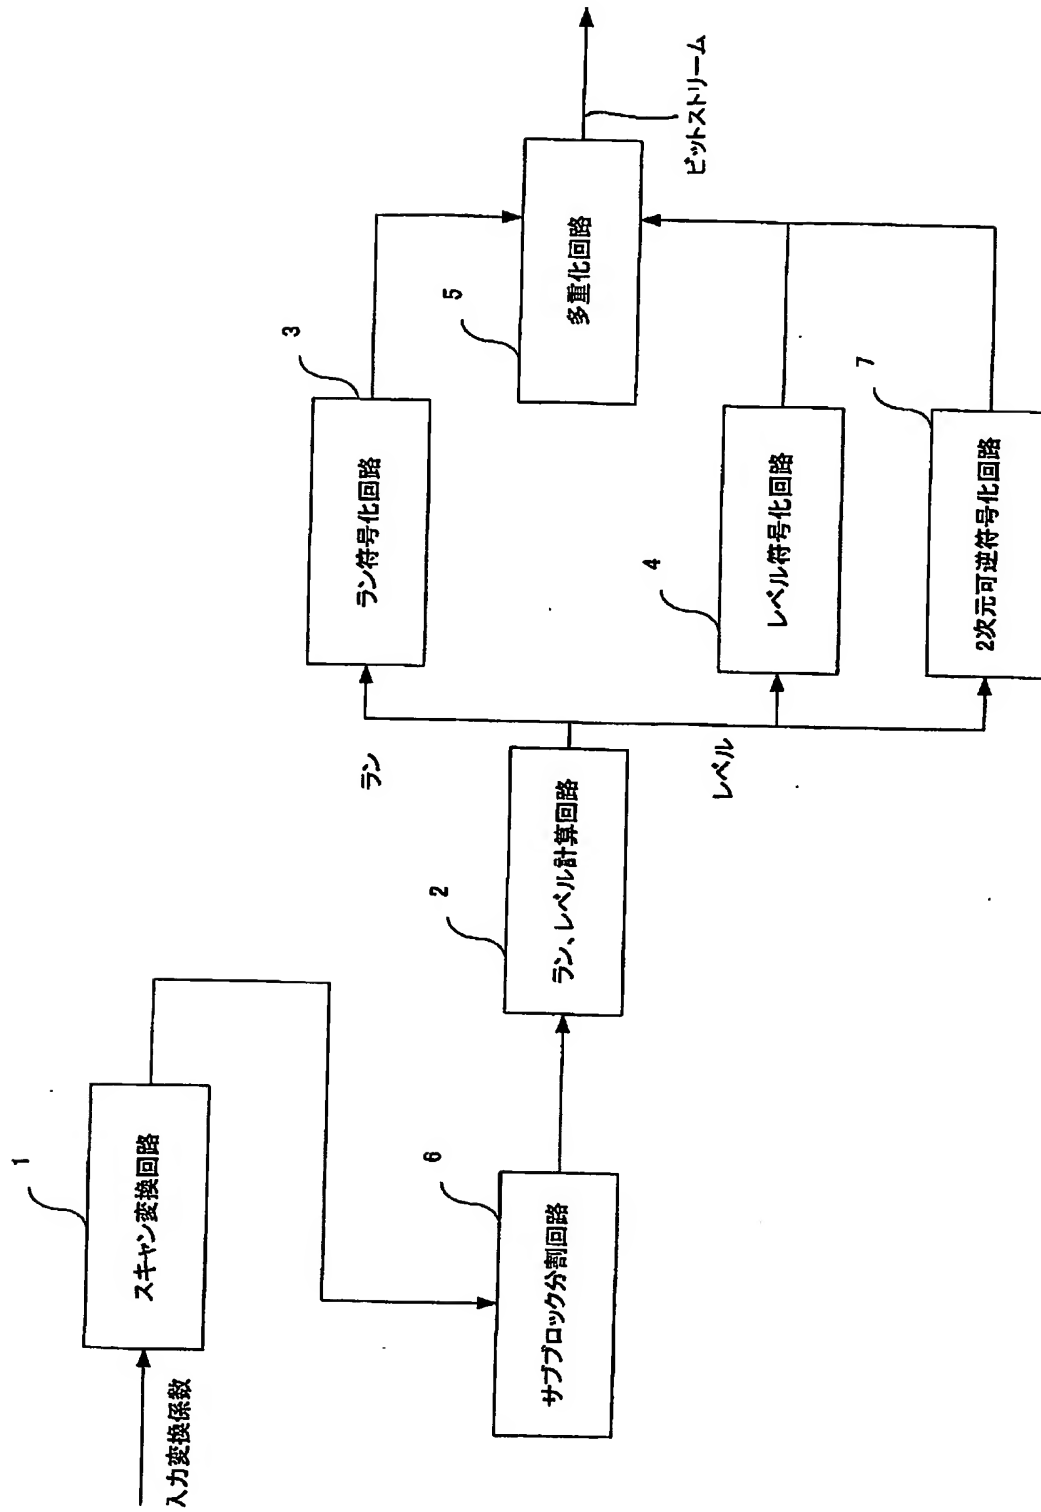 入力変換係数
1
スキャン変換回路
6
サブブロック分割回路
2
ラン、レベル計算回路
ラン
レベル
3
ラン符号化回路
4
レベル符号化回路
7
2次元可逆符号化回路
5
多重化回路
ビットストリーム